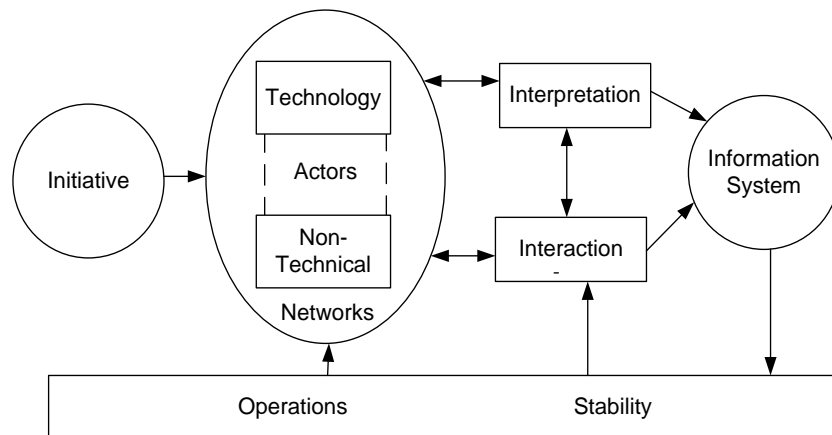 Technology
Actors
Non-
Technical
Networks
Initiative
Interpretation
Interaction
-
Information
System
Operations
Stability